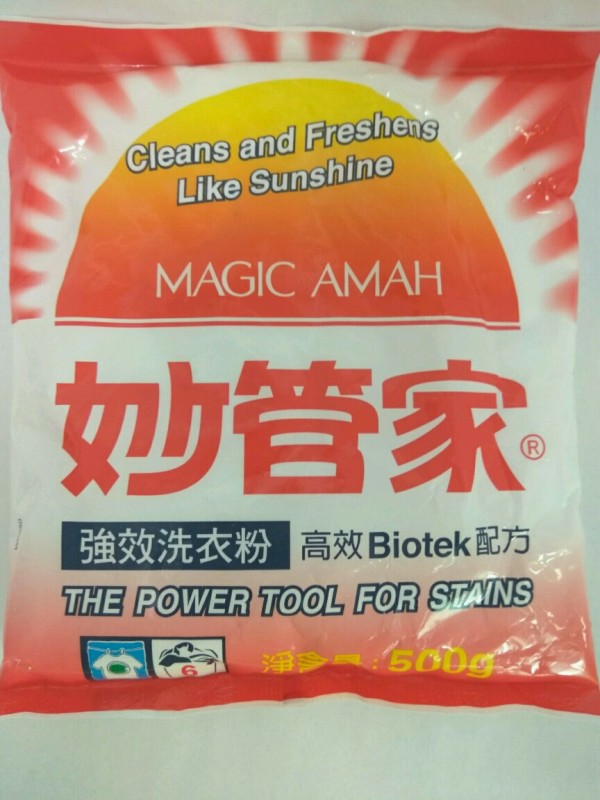 Cleans and Freshens
Like Sunshine
MAGIC AMAH
妙管家®
強效洗衣粉 高效Biotek配方
THE POWER TOOL FOR STAINS
6
淨含量:500g